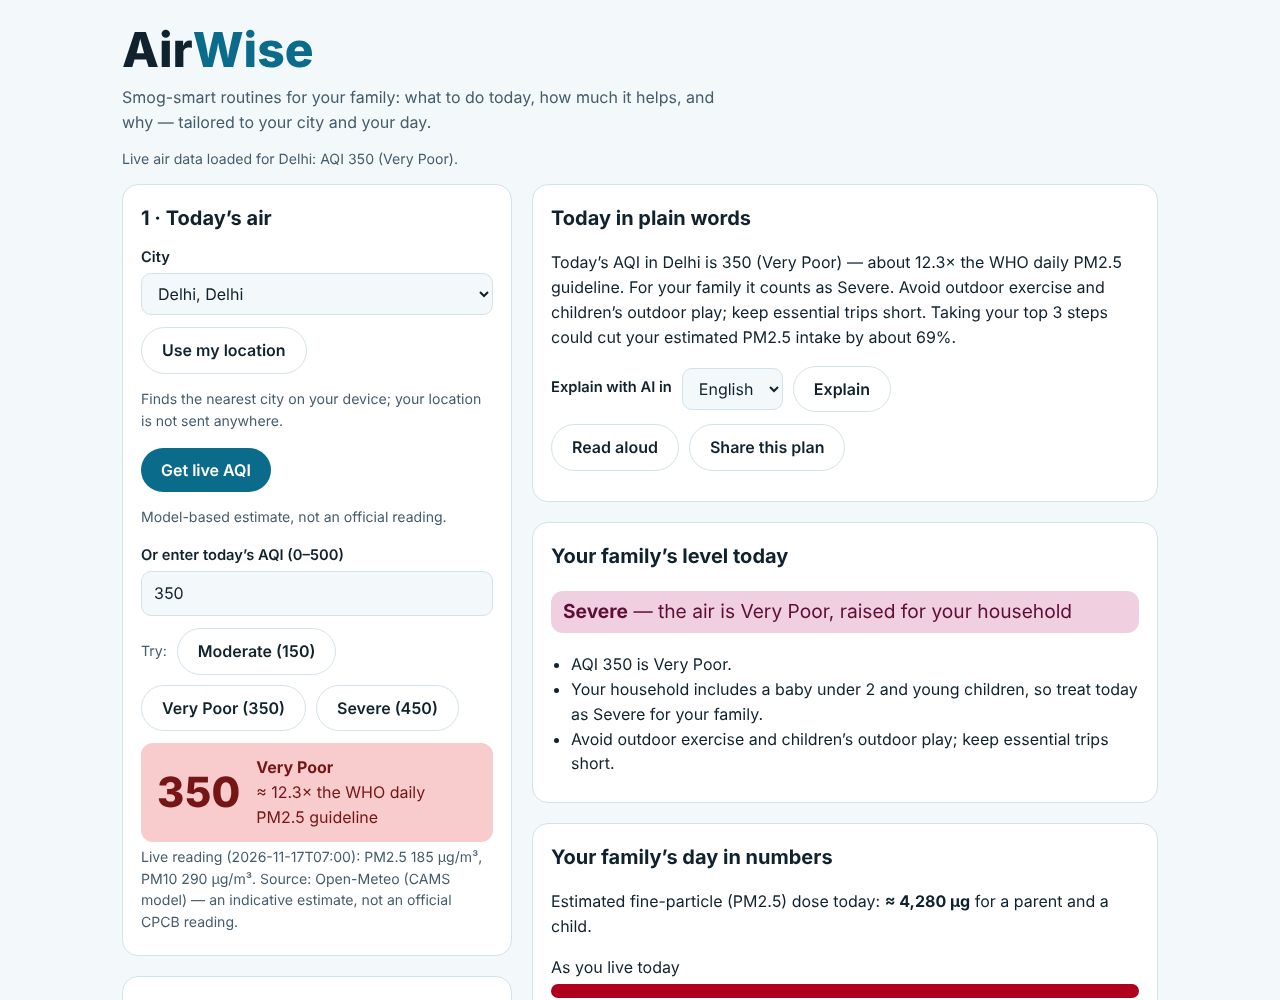 AirWise
Smog-smart routines for your family: what to do today, how much it helps, and
why — tailored to your city and your day.
Live air data loaded for Delhi: AQI 350 (Very Poor).
1 · Today’s air
City
Delhi, Delhi
Use my location
Finds the nearest city on your device; your location
is not sent anywhere.
Get live AQI
Model-based estimate, not an official reading.
Or enter today’s AQI (0–500)
350
Try:
Moderate (150)
Very Poor (350)
Severe (450)
350
Very Poor
≈ 12.3× the WHO daily
PM2.5 guideline
Live reading (2026-11-17T07:00): PM2.5 185 µg/m³,
PM10 290 µg/m³. Source: Open-Meteo (CAMS
model) — an indicative estimate, not an official
CPCB reading.
Today in plain words
Today’s AQI in Delhi is 350 (Very Poor) — about 12.3× the WHO daily PM2.5
guideline. For your family it counts as Severe. Avoid outdoor exercise and
children’s outdoor play; keep essential trips short. Taking your top 3 steps
could cut your estimated PM2.5 intake by about 69%.
Explain with AI in
English
Explain
Read aloud
Share this plan
Your family’s level today
Severe — the air is Very Poor, raised for your household
• AQI 350 is Very Poor.
• Your household includes a baby under 2 and young children, so treat today
as Severe for your family.
• Avoid outdoor exercise and children’s outdoor play; keep essential trips
short.
Your family’s day in numbers
Estimated fine-particle (PM2.5) dose today: ≈ 4,280 µg for a parent and a
child.
As you live today